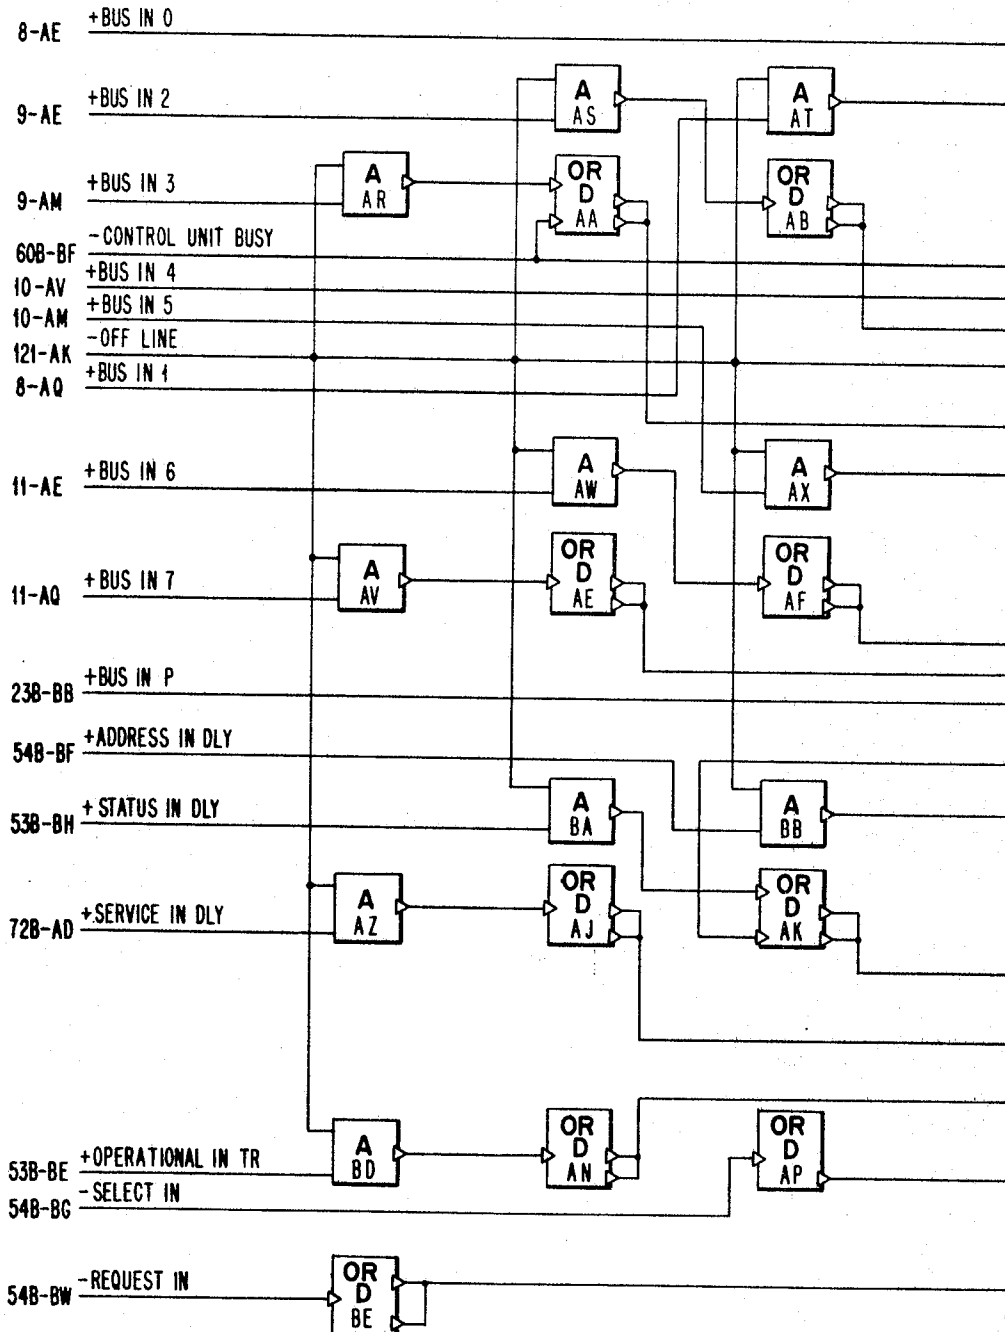 8-AE +BUS IN 0
9-AE +BUS IN 2
A AS
A AT
9-AM +BUS IN 3
A AR
OR D AA
OR D AB
60B-BF -CONTROL UNIT BUSY
10-AV +BUS IN 4
10-AM +BUS IN 5
121-AK -OFF LINE
8-AQ +BUS IN 1
11-AE +BUS IN 6
A AW
A AX
11-AQ +BUS IN 7
A AV
OR D AE
OR D AF
23B-BB +BUS IN P
54B-BF +ADDRESS IN DLY
53B-BH + STATUS IN DLY
A BA
A BB
72B-AD +SERVICE IN DLY
A AZ
OR D AJ
OR D AK
53B-BE +OPERATIONAL IN TR
A BD
OR D AN
OR D AP
54B-BG -SELECT IN
54B-BW -REQUEST IN
OR D BE